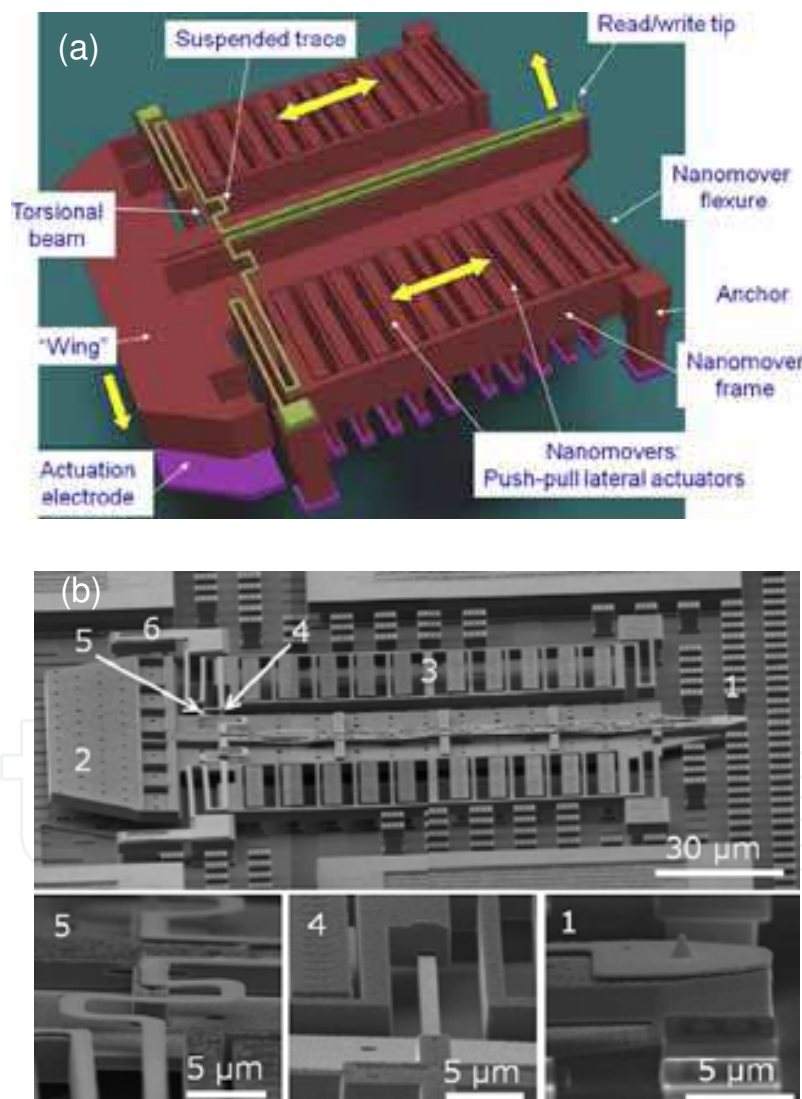 (a)
Suspended trace
Read/write tip
Nanomover
flexure
Torsional
beam
Anchor
"Wing"
Nanomover
frame
Nanomovers:
Push-pull lateral actuators
Actuation
electrode
(b)
6
5
4
3
1
2
30 μm
5
4
1
5 μm
5 μm
5 μm